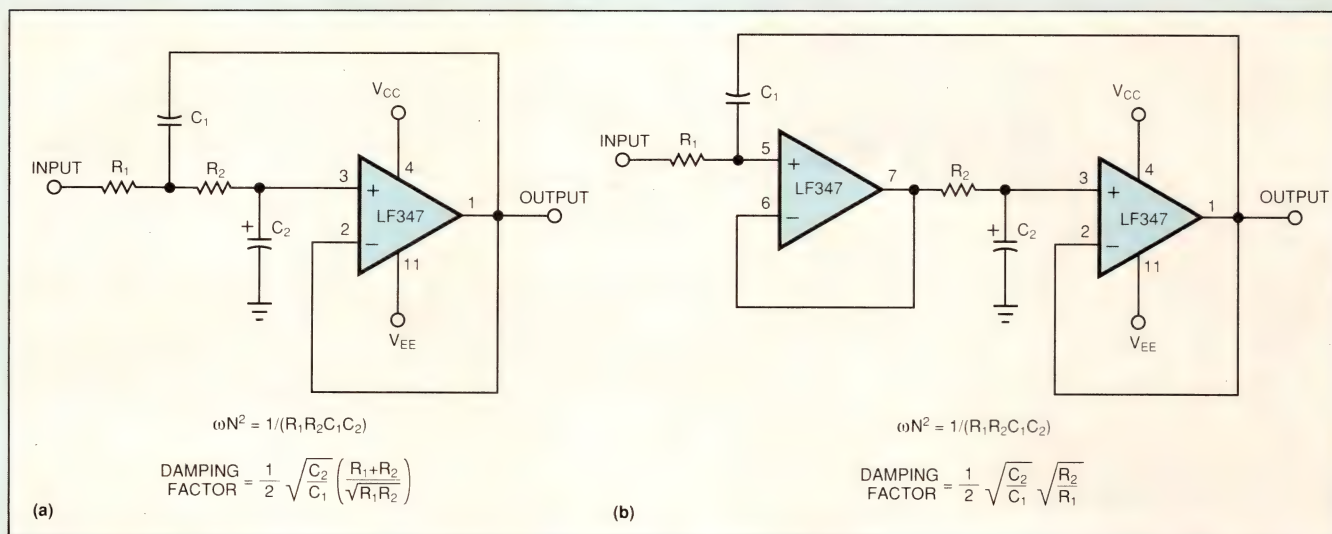 C1
VCC
INPUT
R1
R2
3
+
4
LF347
1
OUTPUT
2
−
+
C2
11
VEE
ωN² = 1/(R1R2C1C2)
DAMPING FACTOR = 1/2 √(C2/C1) (R1+R2/√R1R2)
(a)
C1
VCC
INPUT
R1
5
+
7
R2
3
+
4
LF347
6
−
LF347
1
OUTPUT
2
−
+
C2
11
VEE
ωN² = 1/(R1R2C1C2)
DAMPING FACTOR = 1/2 √(C2/C1) √(R2/R1)
(b)